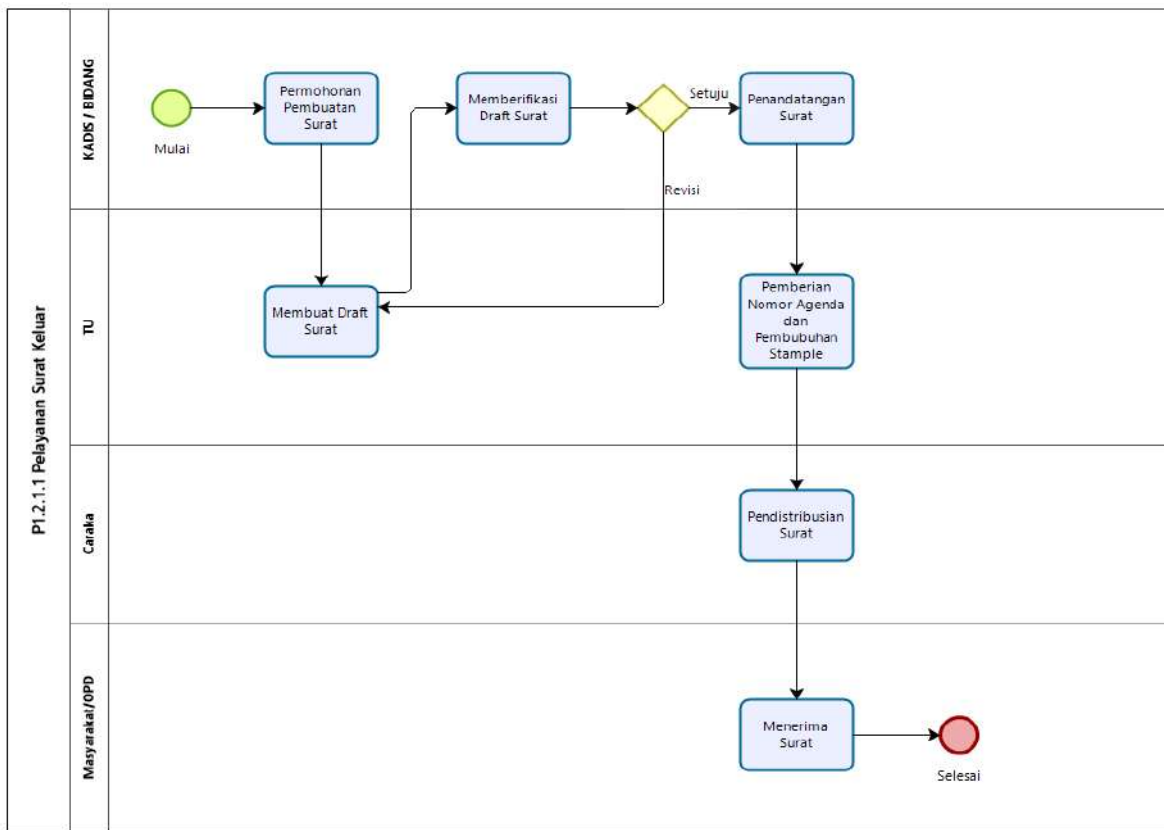 P1.2.1.1 Pelayanan Surat Keluar
KADIS / BIDANG
Mulai
Permohonan
Pembuatan
Surat
Memberifikasi
Draft Surat
Setuju
Penandatangan
Surat
Revisi
TU
Membuat Draft
Surat
Pemberian
Nomor Agenda
dan
Pembubuhan
Stample
Caraka
Pendistribusian
Surat
Masyarakat/OPD
Menerima
Surat
Selesai